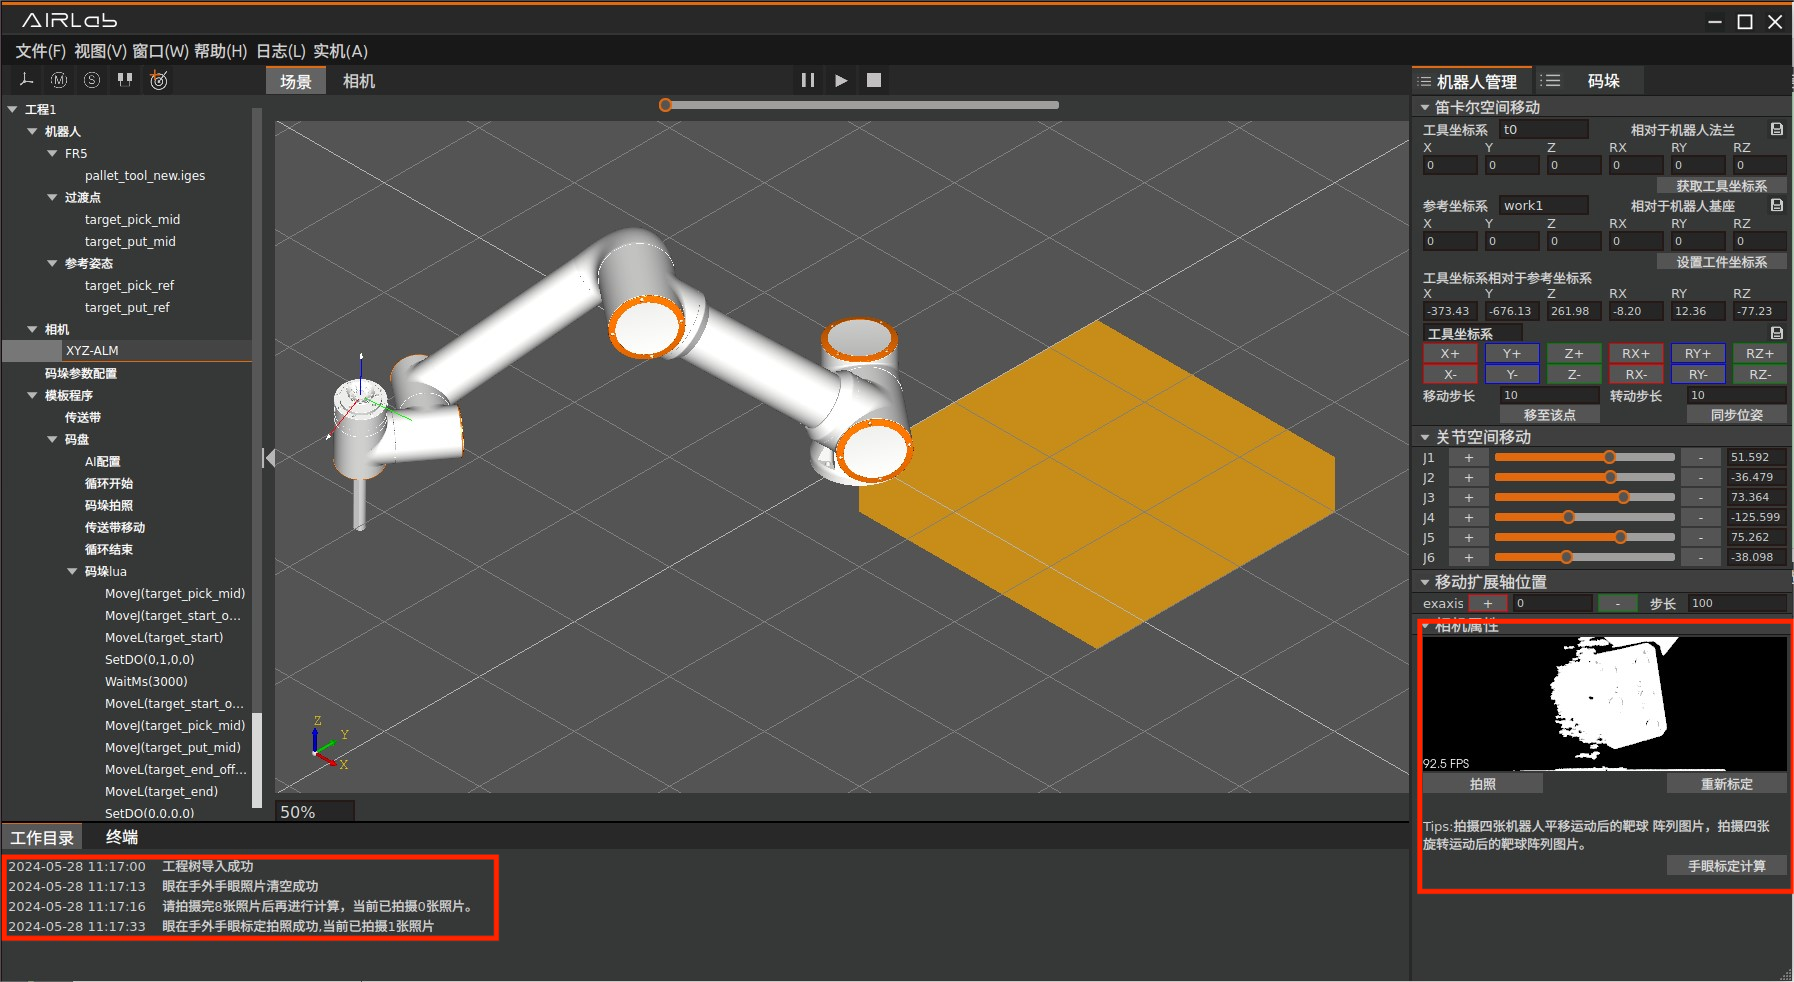 AIRLab
文件(F) 视图(V) 窗口(W) 帮助(H) 日志(L) 实机(A)
M S
场景 相机
工程1
机器人
FR5
pallet_tool_new.iges
过渡点
target_pick_mid
target_put_mid
参考姿态
target_pick_ref
target_put_ref
相机
XYZ-ALM
码垛参数配置
模板程序
传送带
码盘
AI配置
循环开始
码垛拍照
传送带移动
循环结束
码垛lua
MoveJ(target_pick_mid)
MoveJ(target_start_o...
MoveL(target_start)
SetDO(0,1,0,0)
WaitMs(3000)
MoveL(target_start_o...
MoveJ(target_pick_mid)
MoveJ(target_put_mid)
MoveL(target_end_off...
MoveL(target_end)
SetDO(0.0.0.0)
Z
Y
X
50%
机器人管理 码垛
笛卡尔空间移动
工具坐标系 t0 相对于机器人法兰
X Y Z RX RY RZ
0 0 0 0 0 0
获取工具坐标系
参考坐标系 work1 相对于机器人基座
X Y Z RX RY RZ
0 0 0 0 0 0
设置工件坐标系
工具坐标系相对于参考坐标系
X Y Z RX RY RZ
-373.43 -676.13 261.98 -8.20 12.36 -77.23
工具坐标系
X+ Y+ Z+ RX+ RY+ RZ+
X- Y- Z- RX- RY- RZ-
移动步长 10 转动步长 10
移至该点 同步位姿
关节空间移动
J1 + - 51.592
J2 + - -36.479
J3 + - 73.364
J4 + - -125.599
J5 + - 75.262
J6 + - -38.098
移动扩展轴位置
exaxis + 0 - 步长 100
相机属性
92.5 FPS
拍照 重新标定
Tips:拍摄四张机器人平移运动后的靶球 阵列图片，拍摄四张
旋转运动后的靶球阵列图片。
手眼标定计算
工作目录 终端
2024-05-28 11:17:00 工程树导入成功
2024-05-28 11:17:13 眼在手外手眼照片清空成功
2024-05-28 11:17:16 请拍摄完8张照片后再进行计算，当前已拍摄0张照片。
2024-05-28 11:17:33 眼在手外手眼标定拍照成功,当前已拍摄1张照片